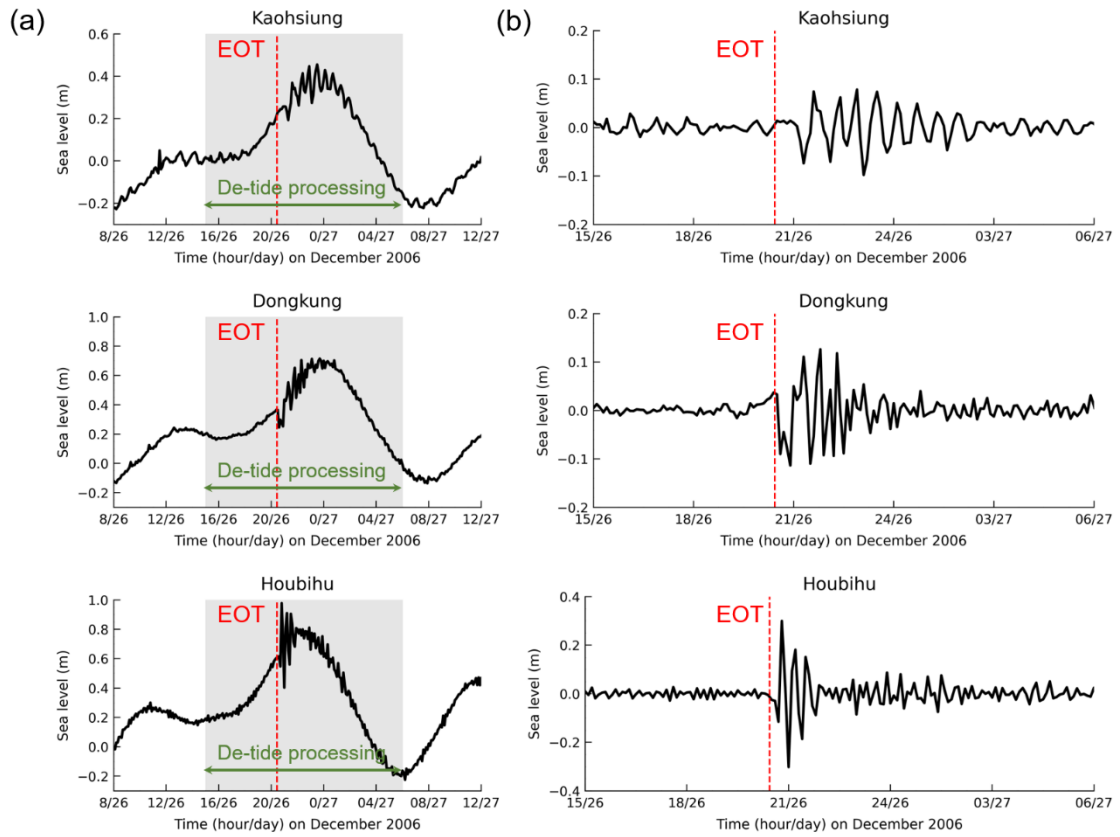 (a)
Kaohsiung
Sea level (m)
0.6
0.4
0.2
0.0
−0.2
EOT
De-tide processing
8/26 12/26 16/26 20/26 0/27 04/27 08/27 12/27
Time (hour/day) on December 2006
Dongkung
Sea level (m)
1.0
0.8
0.6
0.4
0.2
0.0
−0.2
EOT
De-tide processing
8/26 12/26 16/26 20/26 0/27 04/27 08/27 12/27
Time (hour/day) on December 2006
Houbihu
Sea level (m)
1.0
0.8
0.6
0.4
0.2
0.0
−0.2
EOT
De-tide processing
8/26 12/26 16/26 20/26 0/27 04/27 08/27 12/27
Time (hour/day) on December 2006
(b)
Kaohsiung
Sea level (m)
0.2
0.1
0.0
−0.1
−0.2
EOT
15/26 18/26 21/26 24/26 03/27 06/27
Time (hour/day) on December 2006
Dongkung
Sea level (m)
0.2
0.1
0.0
−0.1
−0.2
EOT
15/26 18/26 21/26 24/26 03/27 06/27
Time (hour/day) on December 2006
Houbihu
Sea level (m)
0.4
0.2
0.0
−0.2
−0.4
EOT
15/26 18/26 21/26 24/26 03/27 06/27
Time (hour/day) on December 2006